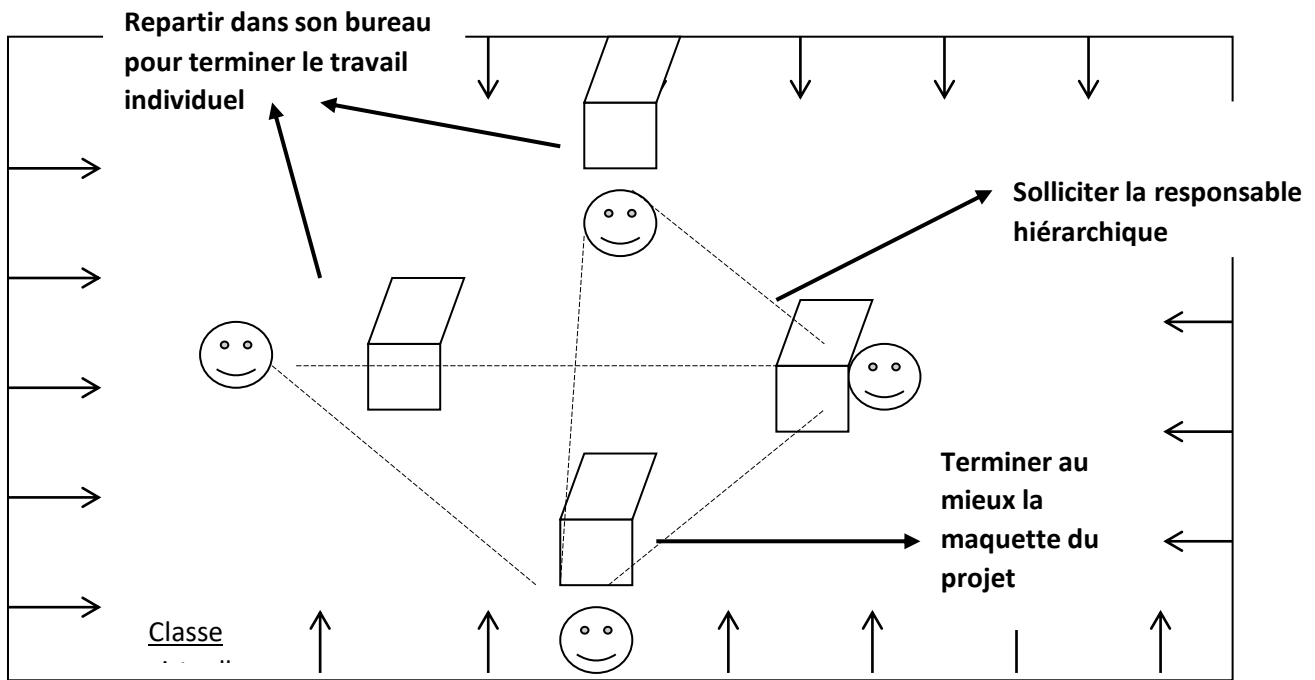 Repartir dans son bureau
pour terminer le travail
individuel
Solliciter la responsable
hiérarchique
Terminer au
mieux la
maquette du
projet
Classe